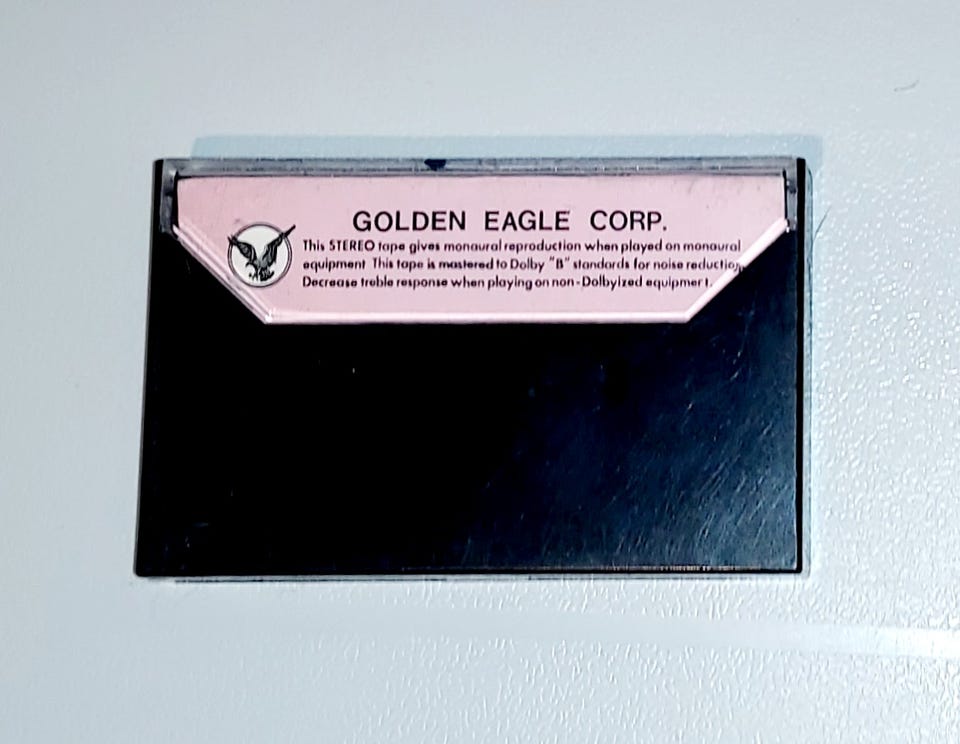 GOLDEN EAGLE CORP.
This STEREO tape gives monaural reproduction when played on monaural
equipment This tape is mastered to Dolby "B" standards for noise reduction
Decrease treble response when playing on non-Dolbyized equipment.